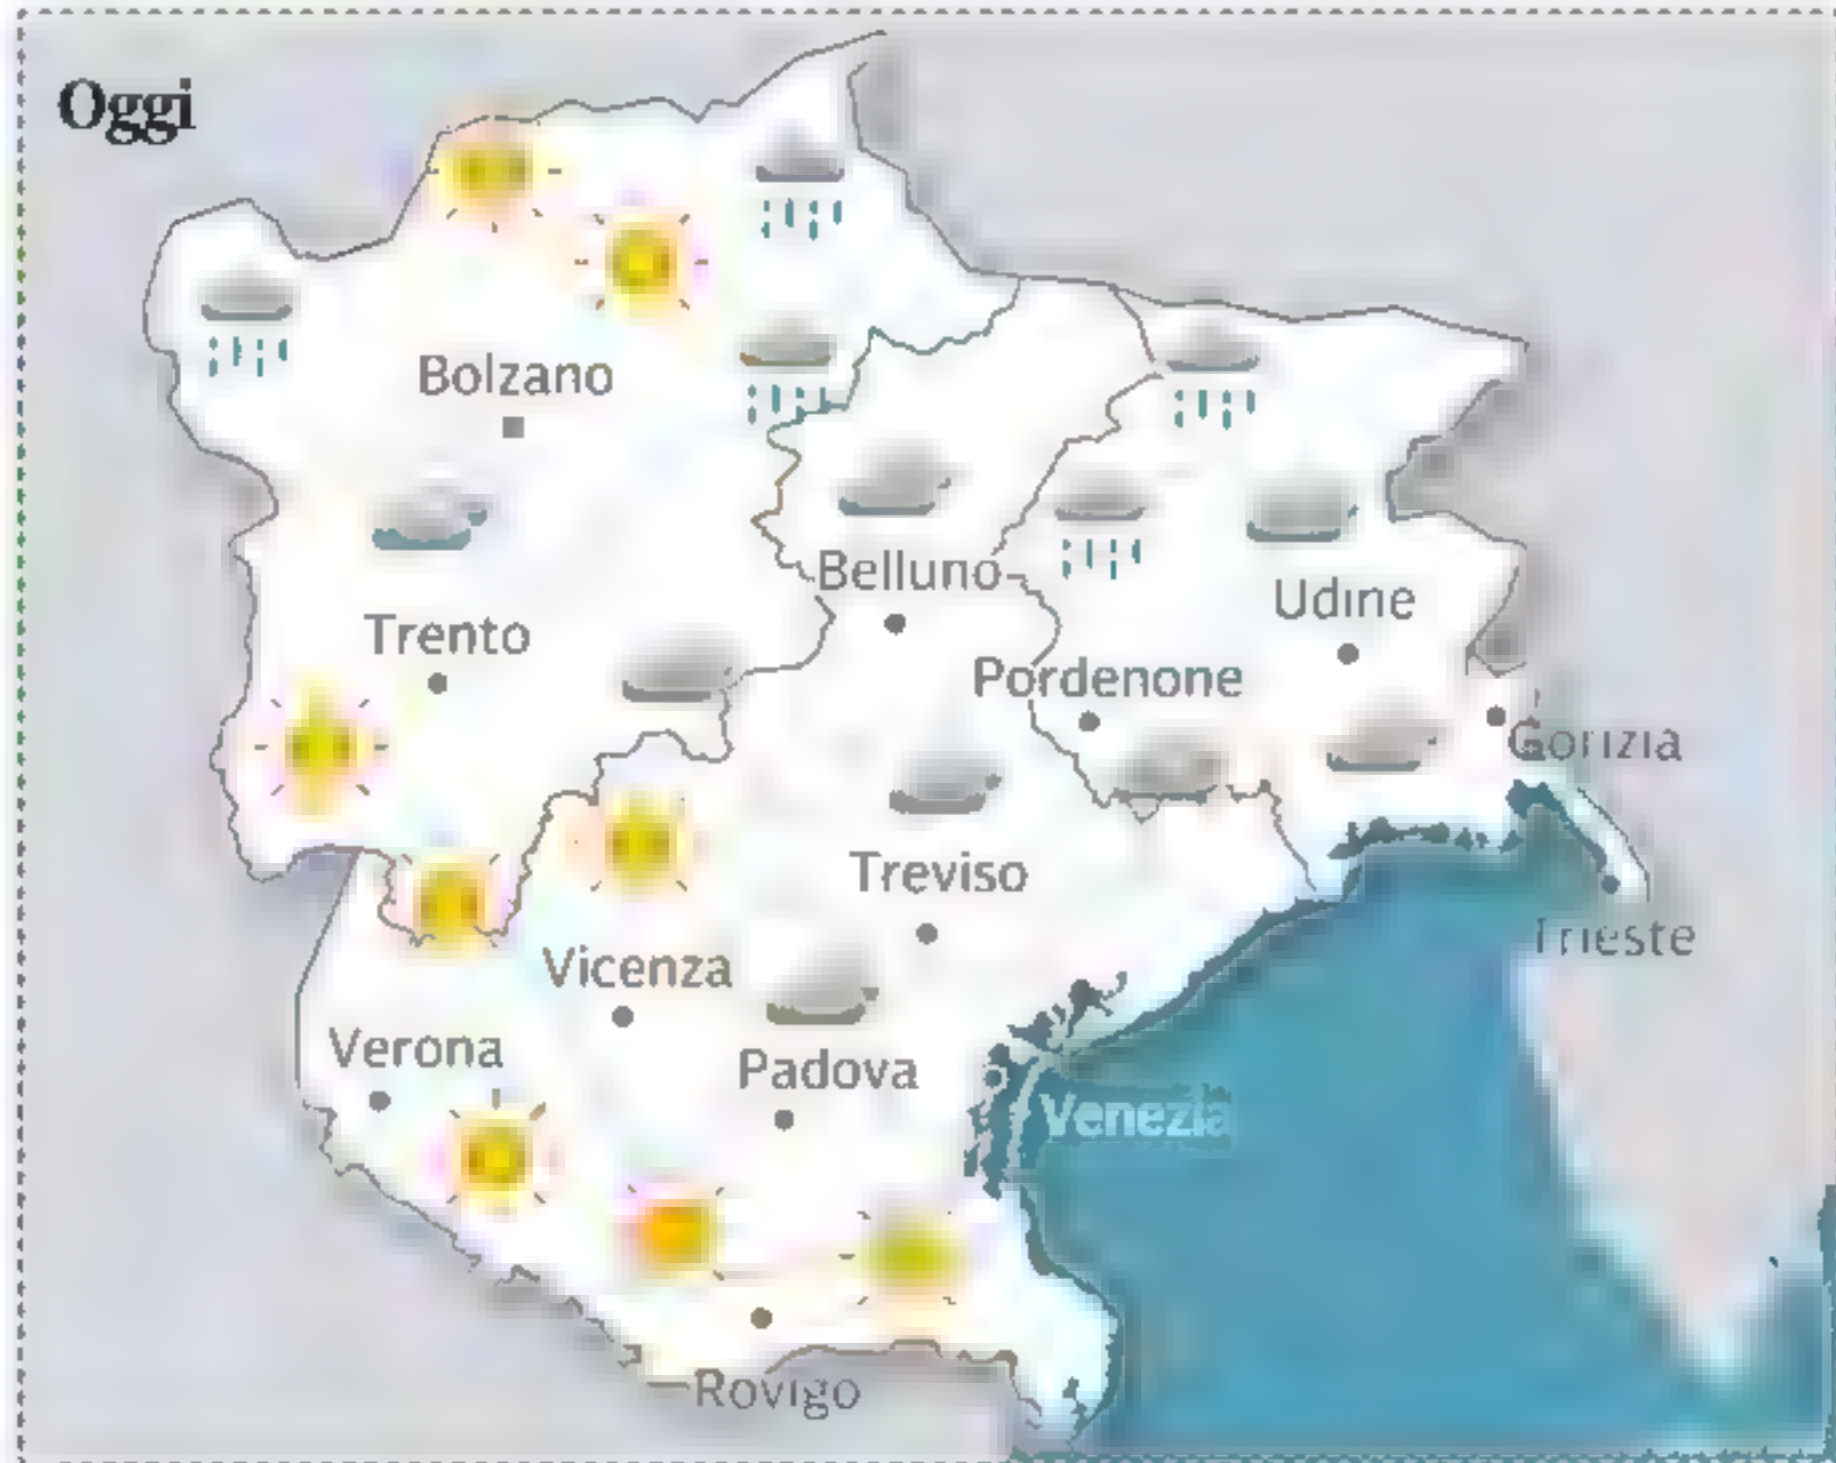 Oggi
Bolzano
Belluno
Udine
Trento
Pordenone
Gorizia
Treviso
Trieste
Vicenza
Verona
Padova
Venezia
Rovigo